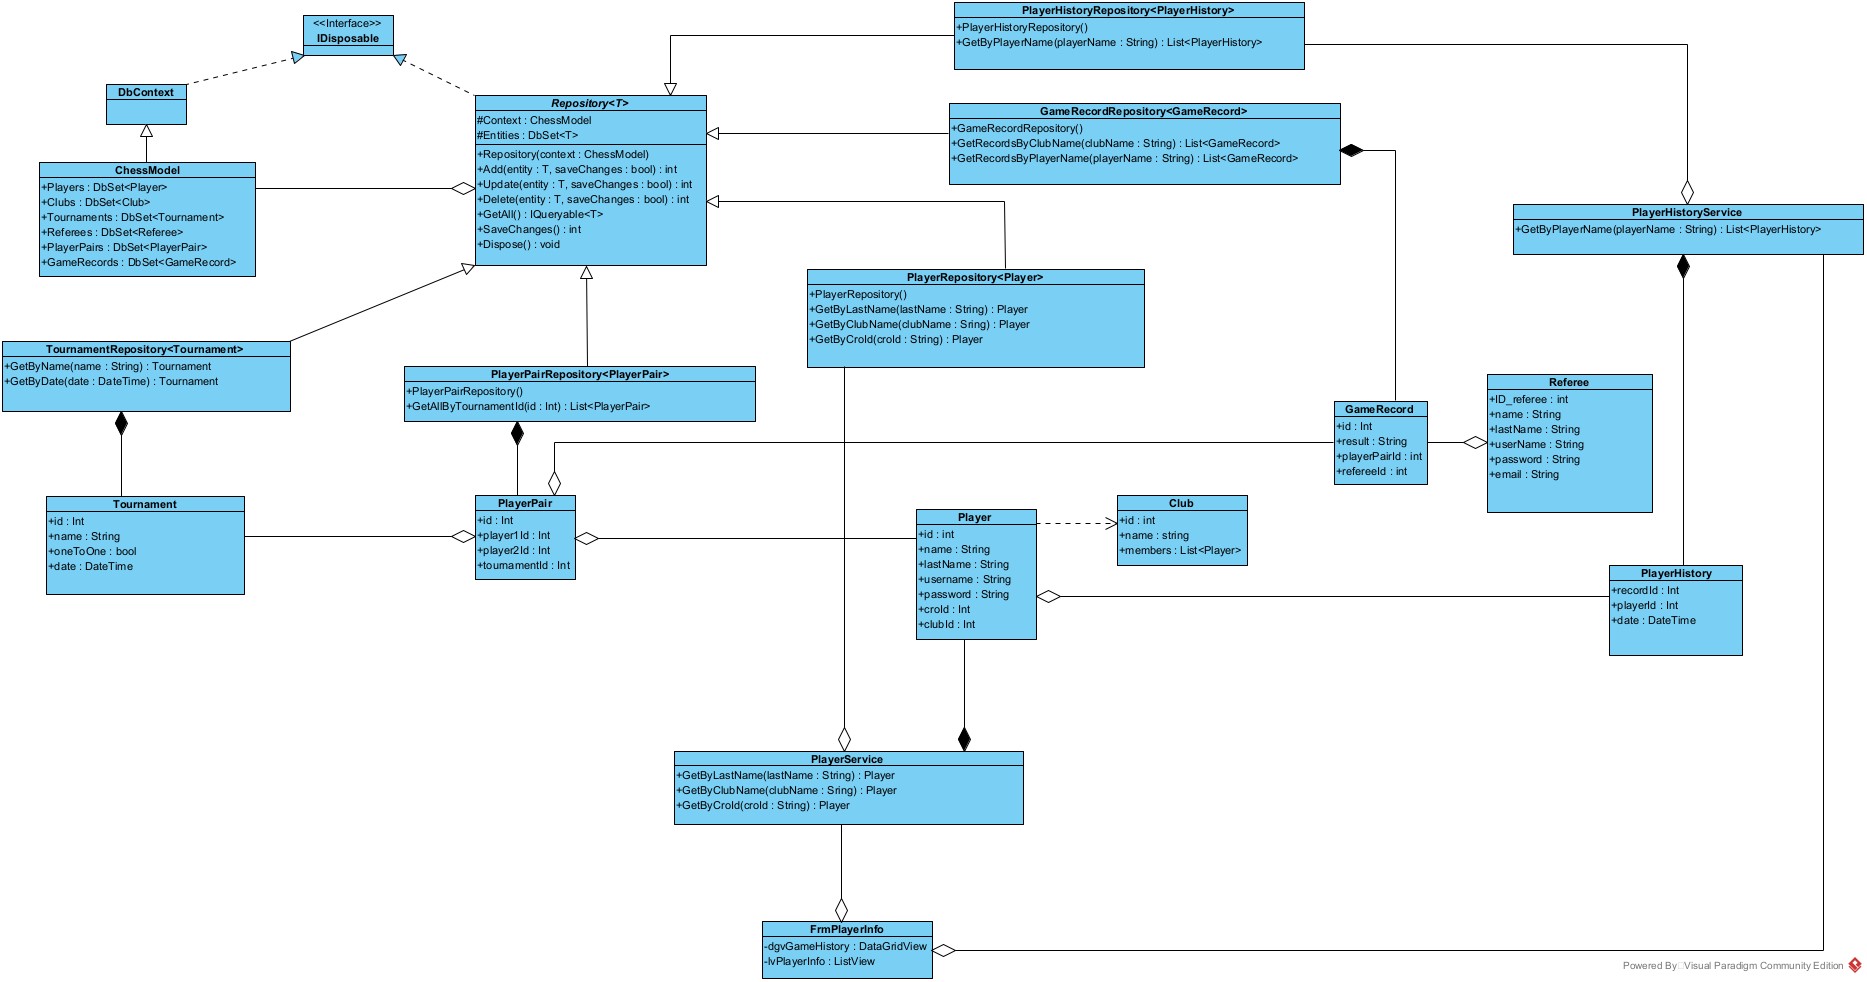 <<Interface>>
IDisposable
DbContext
ChessModel
+Players : DbSet<Player>
+Clubs : DbSet<Club>
+Tournaments : DbSet<Tournament>
+Referees : DbSet<Referee>
+PlayerPairs : DbSet<PlayerPair>
+GameRecords : DbSet<GameRecord>
Repository<T>
#Context : ChessModel
#Entities : DbSet<T>
+Repository(context : ChessModel)
+Add(entity : T, saveChanges : bool) : int
+Update(entity : T, saveChanges : bool) : int
+Delete(entity : T, saveChanges : bool) : int
+GetAll() : IQueryable<T>
+SaveChanges() : int
+Dispose() : void
PlayerHistoryRepository<PlayerHistory>
+PlayerHistoryRepository()
+GetByPlayerName(playerName : String) : List<PlayerHistory>
GameRecordRepository<GameRecord>
+GameRecordRepository()
+GetRecordsByClubName(clubName : String) : List<GameRecord>
+GetRecordsByPlayerName(playerName : String) : List<GameRecord>
PlayerHistoryService
+GetByPlayerName(playerName : String) : List<PlayerHistory>
PlayerRepository<Player>
+PlayerRepository()
+GetByLastName(lastName : String) : Player
+GetByClubName(clubName : Sring) : Player
+GetByCroId(croId : String) : Player
TournamentRepository<Tournament>
+GetByName(name : String) : Tournament
+GetByDate(date : DateTime) : Tournament
PlayerPairRepository<PlayerPair>
+PlayerPairRepository()
+GetAllByTournamentId(id : Int) : List<PlayerPair>
GameRecord
+id : Int
+result : String
+playerPairId : int
+refereeId : int
Referee
+ID_referee : int
+name : String
+lastName : String
+userName : String
+password : String
+email : String
Tournament
+id : Int
+name : String
+oneToOne : bool
+date : DateTime
PlayerPair
+id : Int
+player1Id : Int
+player2Id : Int
+tournamentId : Int
Player
+id : int
+name : String
+lastName : String
+username : String
+password : String
+croId : Int
+clubId : Int
Club
+id : int
+name : string
+members : List<Player>
PlayerHistory
+recordId : Int
+playerId : Int
+date : DateTime
PlayerService
+GetByLastName(lastName : String) : Player
+GetByClubName(clubName : Sring) : Player
+GetByCroId(croId : String) : Player
FrmPlayerInfo
-dgvGameHistory : DataGridView
-lvPlayerInfo : ListView
Powered By Visual Paradigm Community Edition